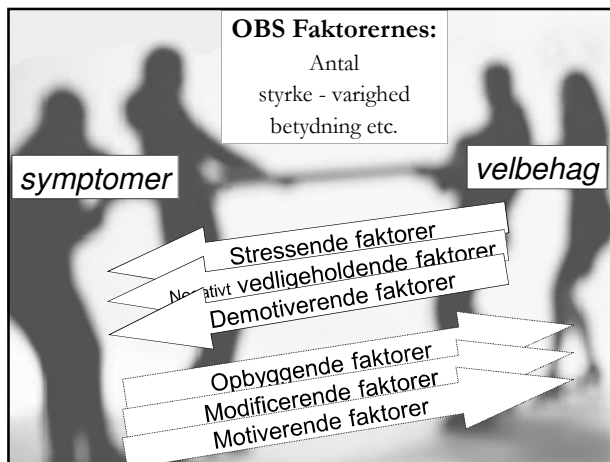 OBS Faktorernes:
Antal
styrke - varighed
betydning etc.
symptomer
velbehag
Stressende faktorer
Negativt vedligeholdende faktorer
Demotiverende faktorer
Opbyggende faktorer
Modificerende faktorer
Motiverende faktorer